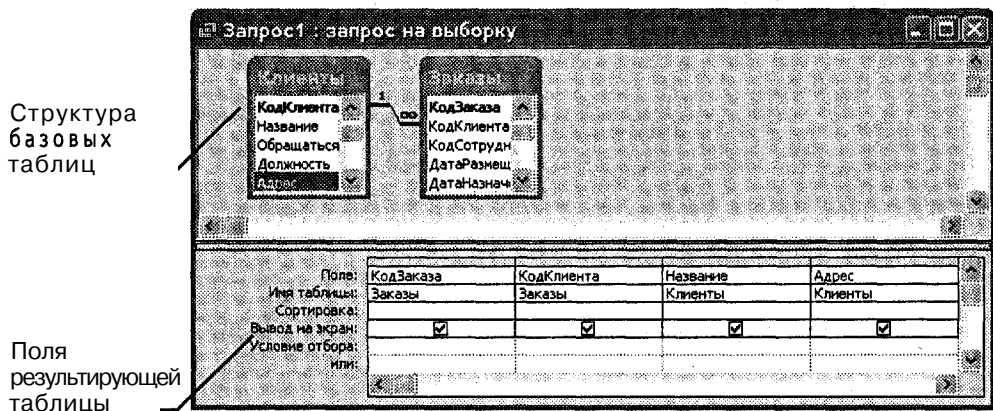 Запрос1 : запрос на выборку
Клиенты
КодКлиента
Название
Обращаться
Должность
Адрес
1
∞
Заказы
КодЗаказа
КодКлиента
КодСотрудн
ДатаРазмещ
ДатаНазнач
Структура
базовых
таблиц
Поле: КодЗаказа КодКлиента Название Адрес
Имя таблицы: Заказы Заказы Клиенты Клиенты
Сортировка:
Вывод на экран:
Условие отбора:
или:
Поля
результирующей
таблицы